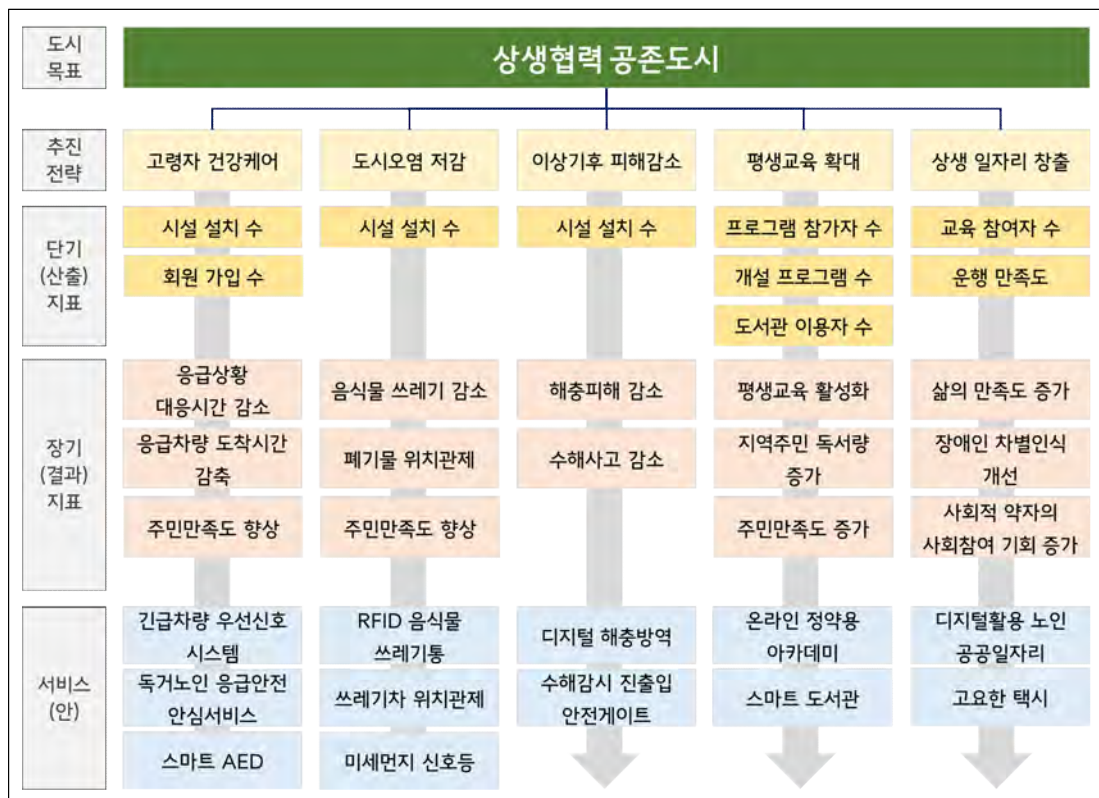 도시
목표
상생협력 공존도시
추진
전략
고령자 건강케어
도시오염 저감
이상기후 피해감소
평생교육 확대
상생 일자리 창출
단기
(산출)
지표
시설 설치 수
시설 설치 수
시설 설치 수
프로그램 참가자 수
교육 참여자 수
회원 가입 수
개설 프로그램 수
운행 만족도
도서관 이용자 수
장기
(결과)
지표
응급상황
대응시간 감소
음식물 쓰레기 감소
해충피해 감소
평생교육 활성화
삶의 만족도 증가
응급차량 도착시간
감축
폐기물 위치관제
수해사고 감소
지역주민 독서량
증가
장애인 차별인식
개선
주민만족도 향상
주민만족도 향상
주민만족도 증가
사회적 약자의
사회참여 기회 증가
서비스
(안)
긴급차량 우선신호
시스템
RFID 음식물
쓰레기통
디지털 해충방역
온라인 정약용
아카데미
디지털활용 노인
공공일자리
독거노인 응급안전
안심서비스
쓰레기차 위치관제
수해감시 진출입
안전게이트
스마트 도서관
고요한 택시
스마트 AED
미세먼지 신호등